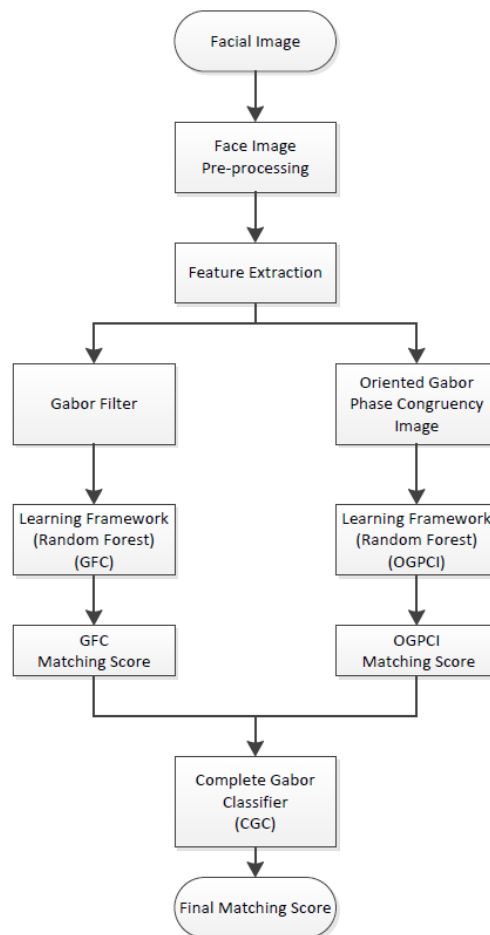 Facial Image
Face Image
Pre-processing
Feature Extraction
Gabor Filter
Oriented Gabor
Phase Congruency
Image
Learning Framework
(Random Forest)
(GFC)
Learning Framework
(Random Forest)
(OGPCI)
GFC
Matching Score
OGPCI
Matching Score
Complete Gabor
Classifier
(CGC)
Final Matching Score